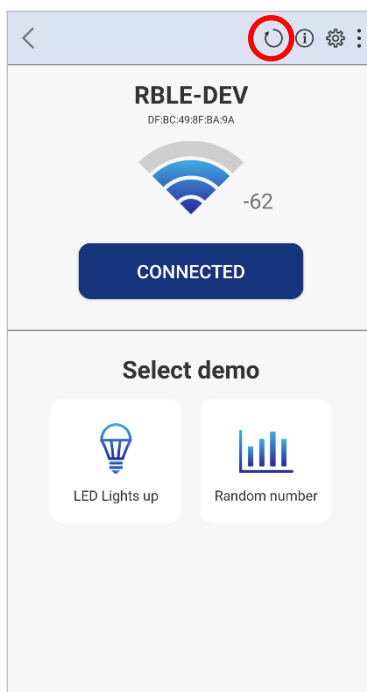 RBLE-DEV
DF:BC:49:8F:BA:9A
-62
CONNECTED
Select demo
LED Lights up
Random number